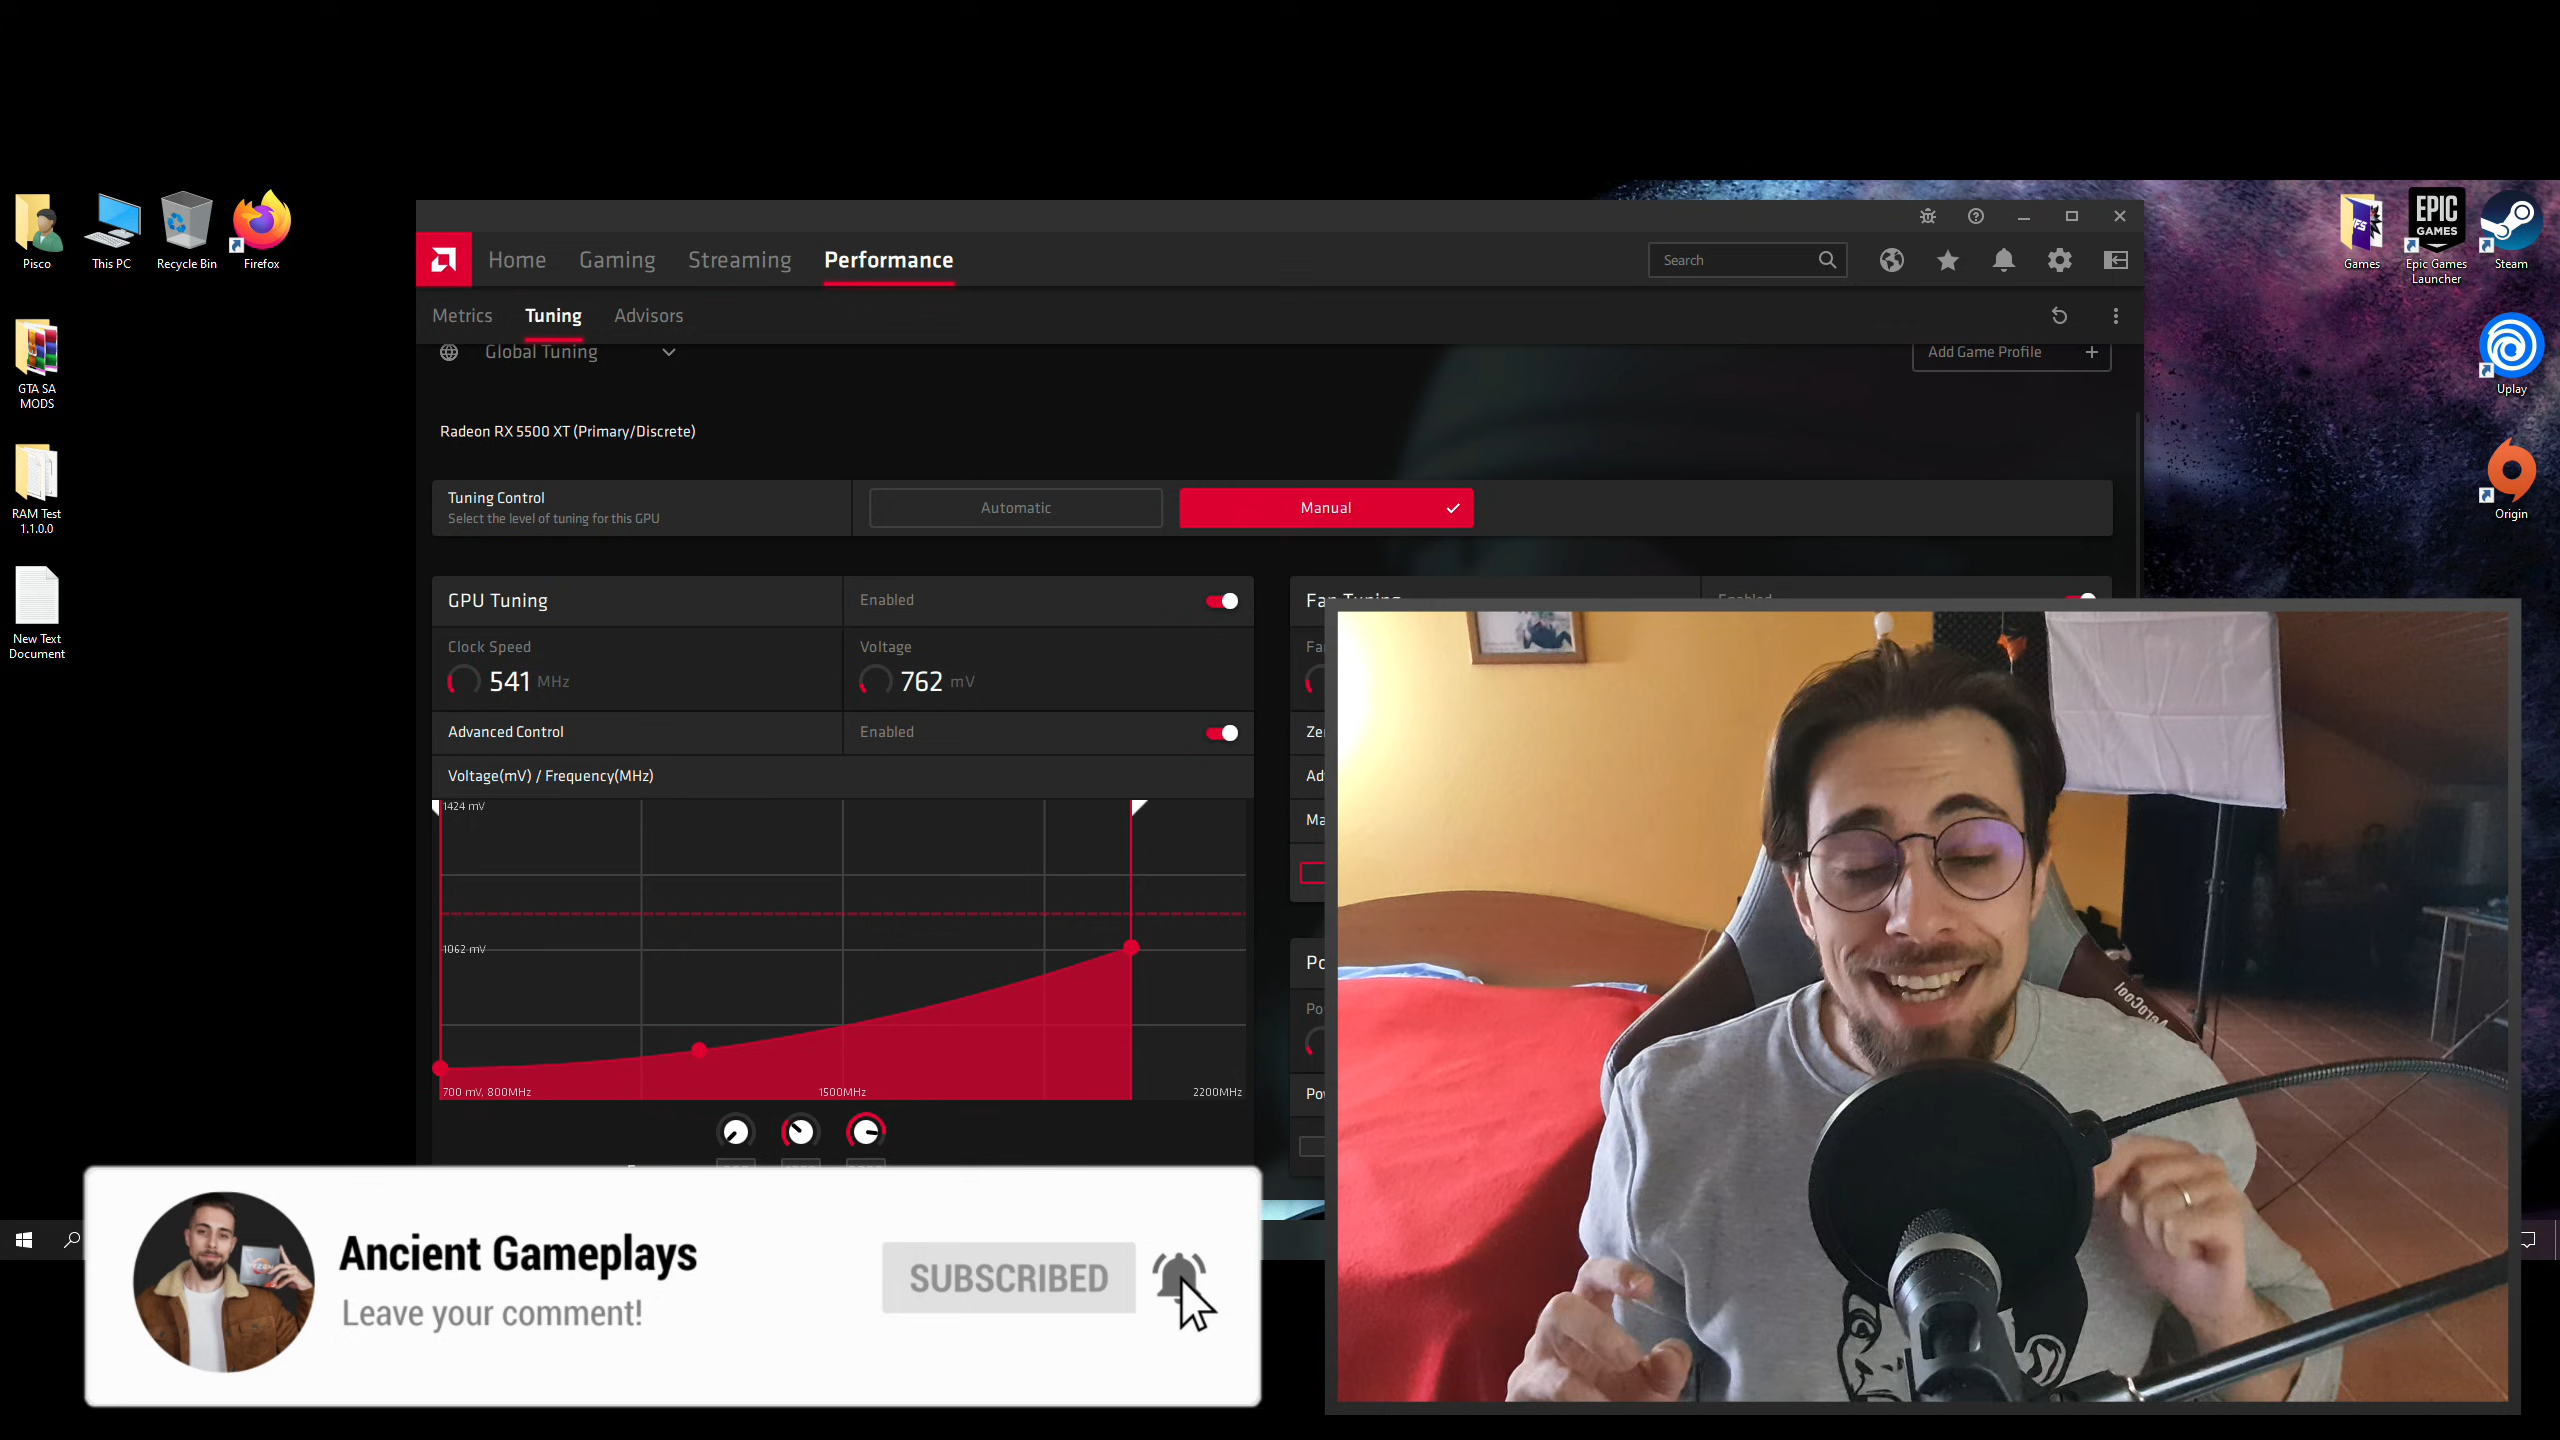 Pisco
This PC
Recycle Bin
Firefox
GTA SA
MODS
RAM Test
1.1.0.0
New Text
Document
Games
EPIC
GAMES
Epic Games
Launcher
Steam
Uplay
Origin
Home
Gaming
Streaming
Performance
Search
Metrics
Tuning
Advisors
Global Tuning
Add Game Profile
Radeon RX 5500 XT (Primary/Discrete)
Tuning Control
Select the level of tuning for this GPU
Automatic
Manual
GPU Tuning
Enabled
Clock Speed
541 MHz
Voltage
762 mV
Advanced Control
Enabled
Voltage(mV) / Frequency(MHz)
1424 mV
1062 mV
700 mV, 800MHz
1500MHz
2200MHz
Fan Tuning
Enabled
AeroCool
Ancient Gameplays
Leave your comment!
SUBSCRIBED